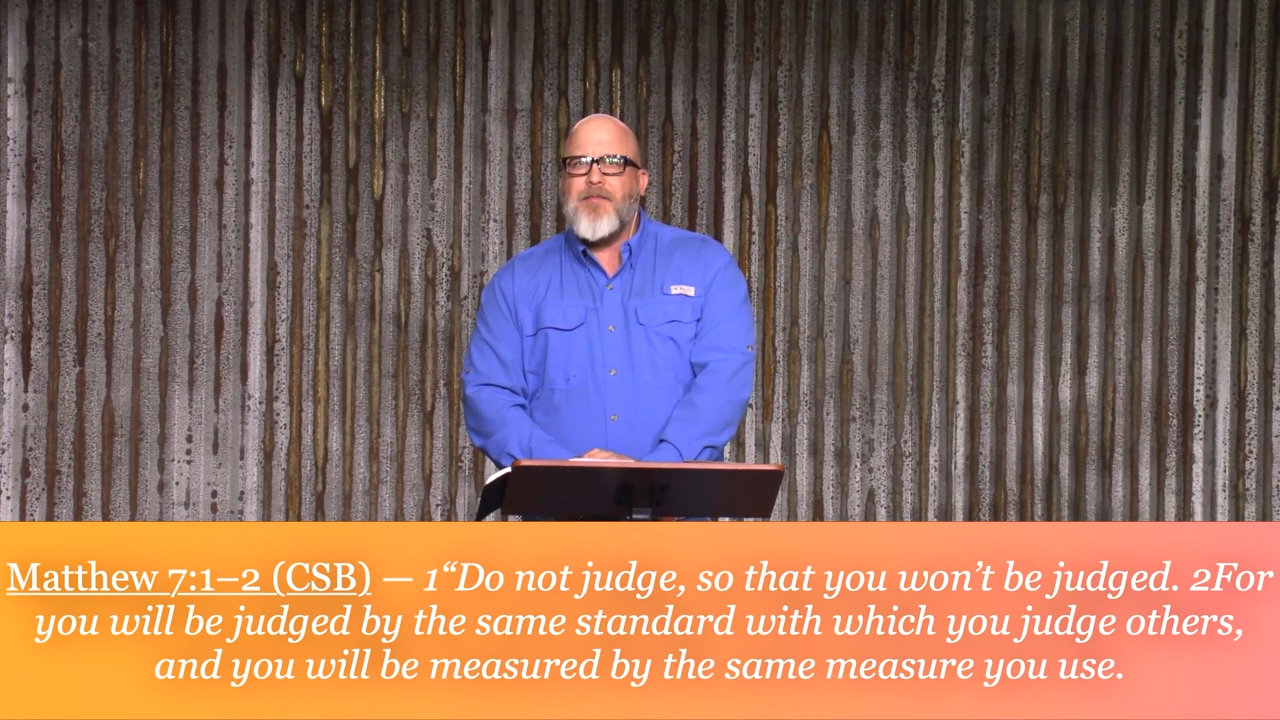 Matthew 7:1–2 (CSB) — 1“Do not judge, so that you won’t be judged. 2For
you will be judged by the same standard with which you judge others,
and you will be measured by the same measure you use.